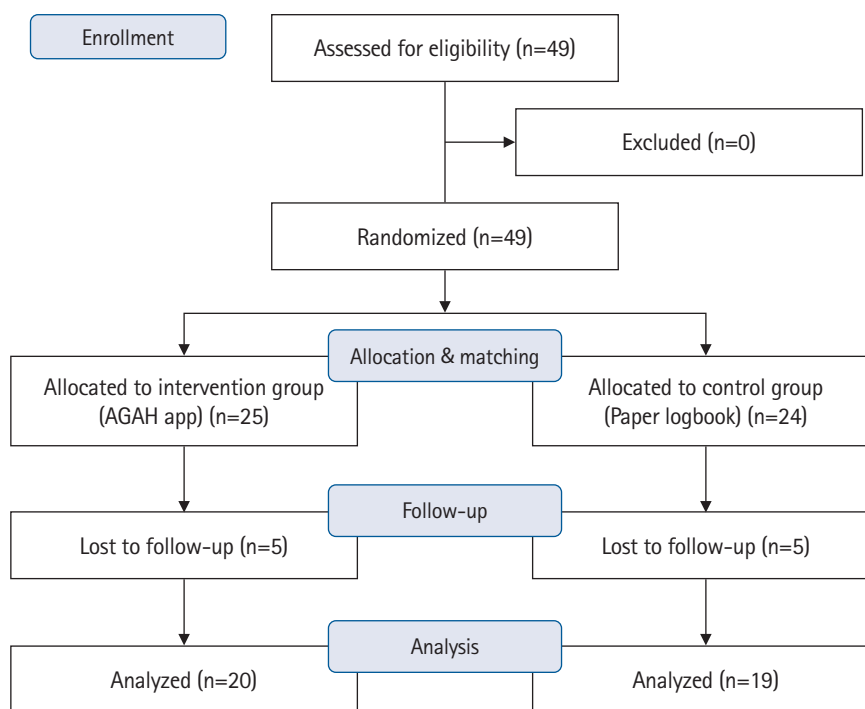 Enrollment
Assessed for eligibility (n=49)
Excluded (n=0)
Randomized (n=49)
Allocation & matching
Allocated to intervention group
(AGAH app) (n=25)
Allocated to control group
(Paper logbook) (n=24)
Follow-up
Lost to follow-up (n=5)
Lost to follow-up (n=5)
Analysis
Analyzed (n=20)
Analyzed (n=19)